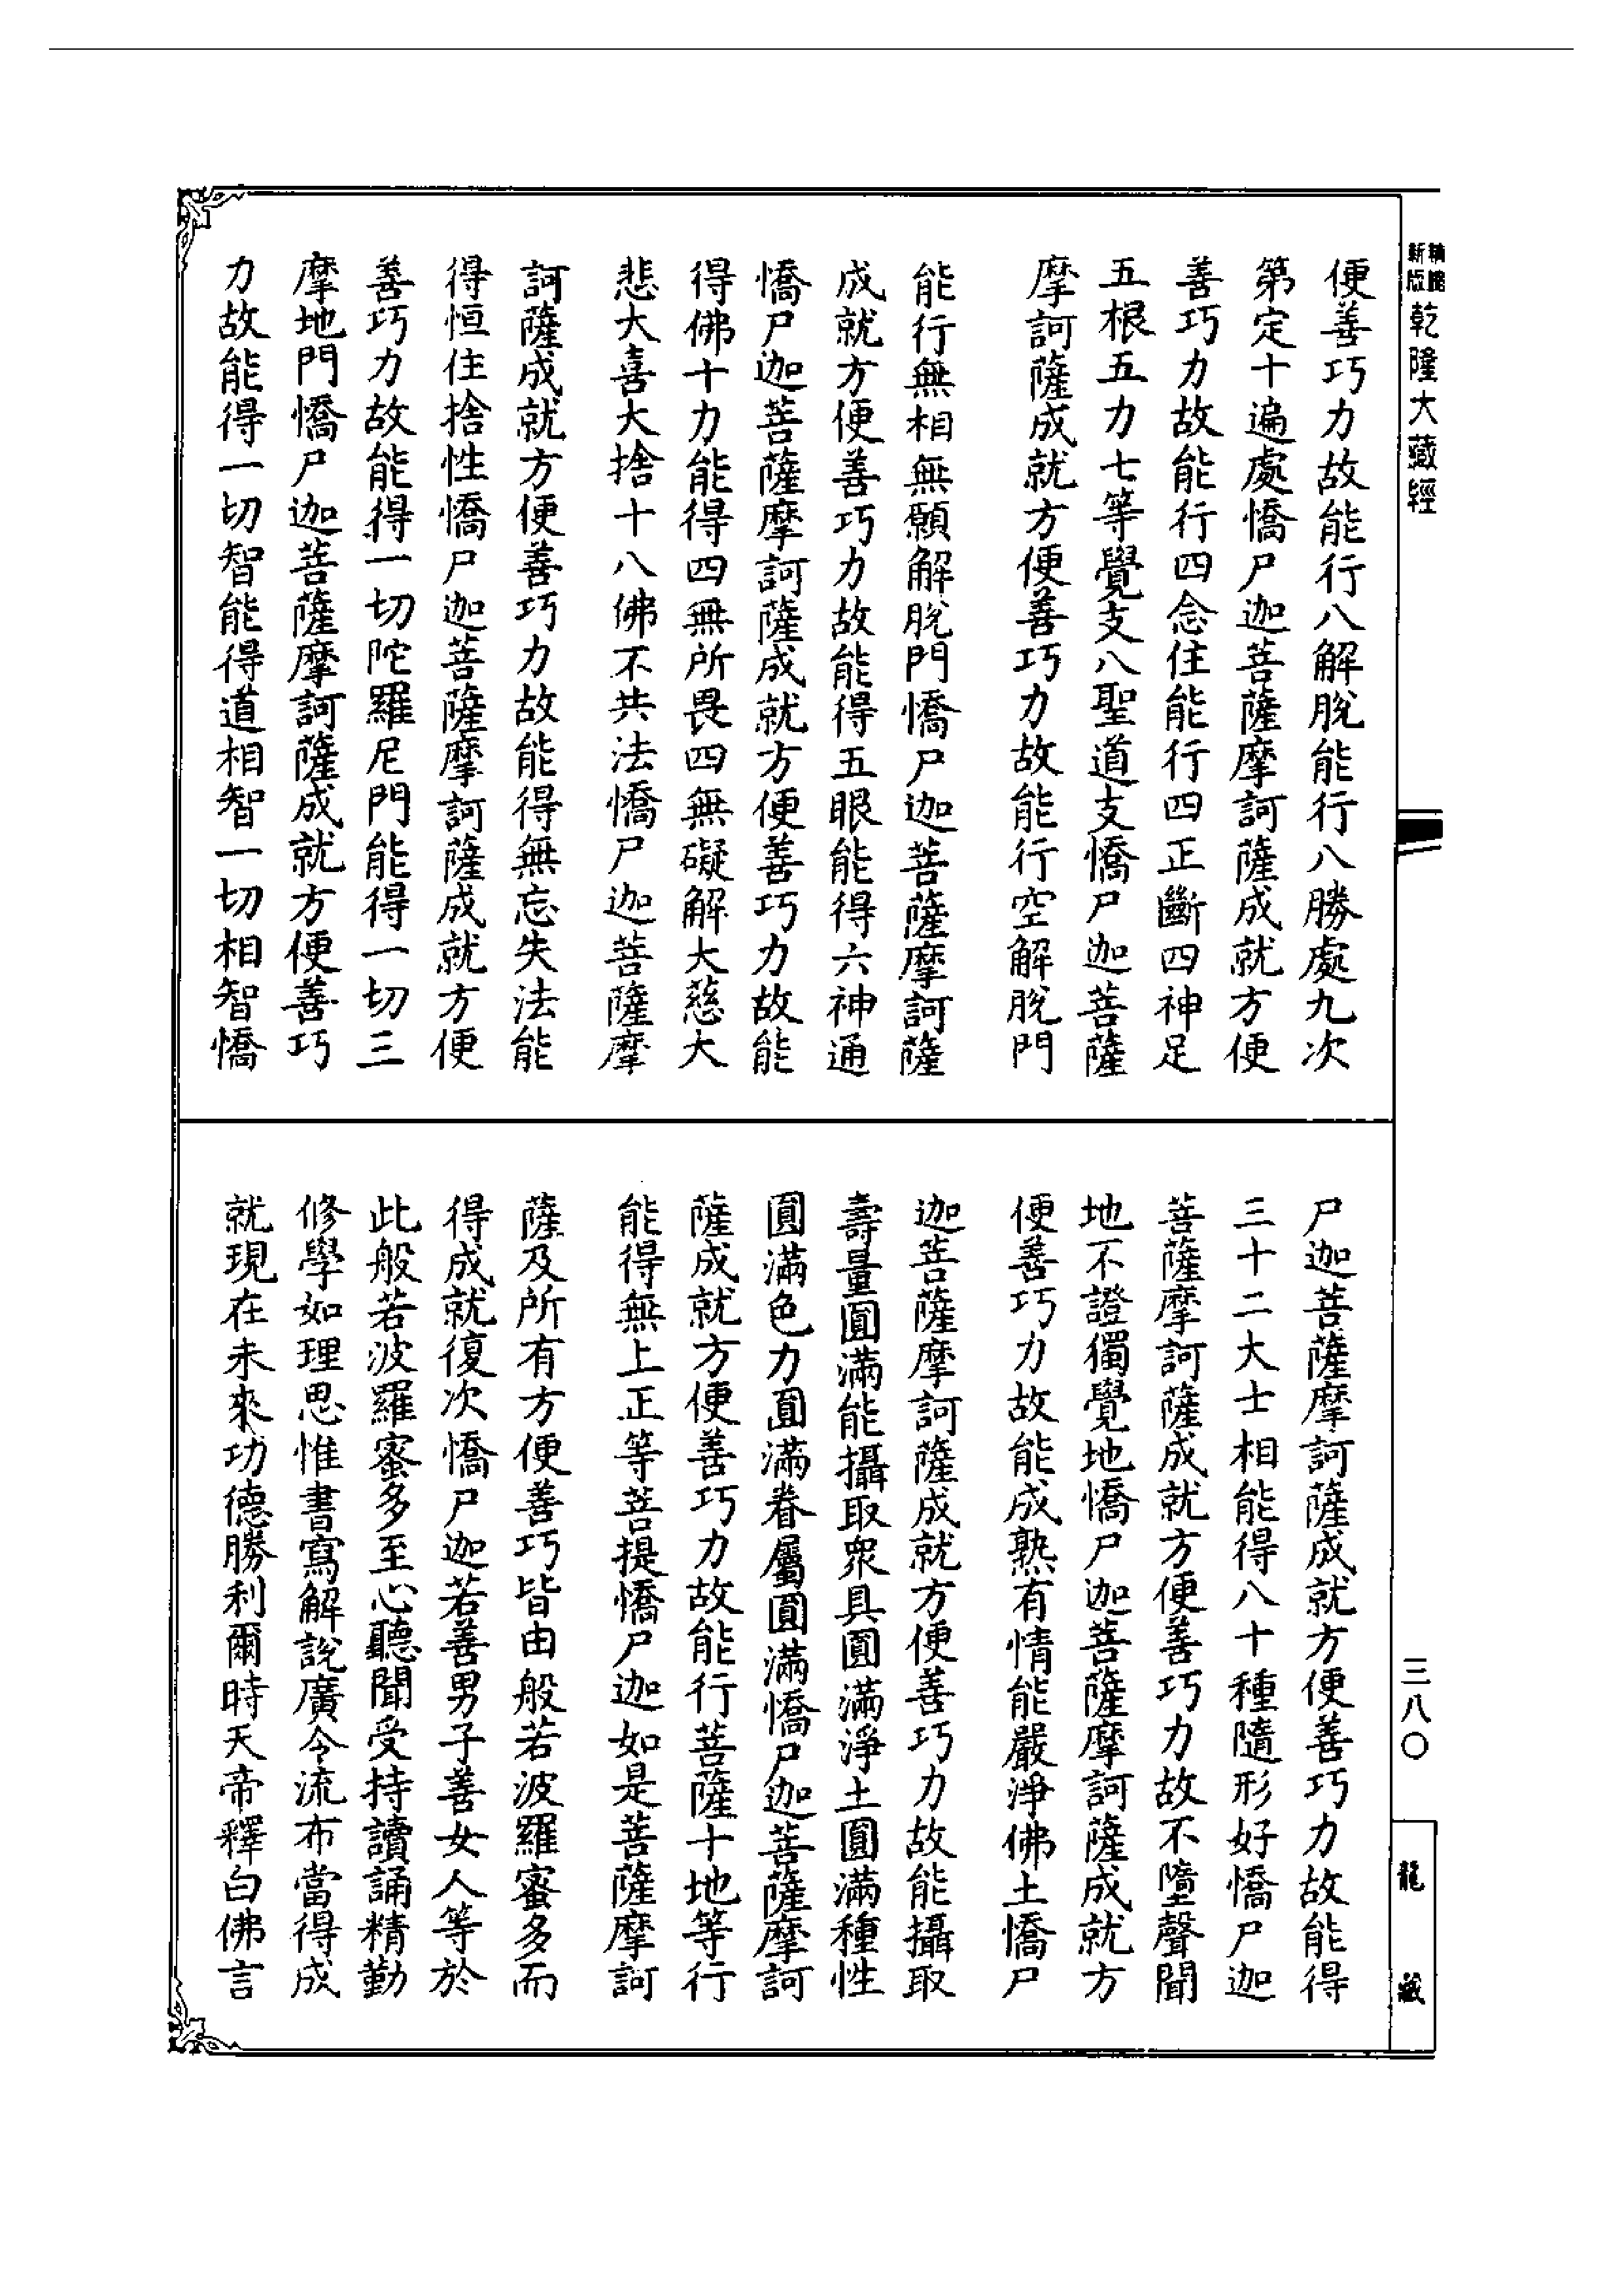 新版
乾隆大藏經
便善巧力故能行八解脫能行八勝處九次
第定十遍處憍尸迦菩薩摩訶薩成就方便
善巧力故能行四念住能行四正斷四神足
五根五力七等覺支八聖道支憍尸迦菩薩
摩訶薩成就方便善巧力故能行空解脫門
能行無相無願解脫門憍尸迦菩薩摩訶薩
成就方便善巧力故能得五眼能得六神通
憍尸迦菩薩摩訶薩成就方便善巧力故能
得佛十力能得四無所畏四無礙解大慈大
悲大喜大捨十八佛不共法憍尸迦菩薩摩
訶薩成就方便善巧力故能得無忘失法能
得恒住捨性憍尸迦菩薩摩訶薩成就方便
善巧力故能得一切陀羅尼門能得一切三
摩地門憍尸迦菩薩摩訶薩成就方便善巧
力故能得一切智能得道相智一切相智憍
尸迦菩薩摩訶薩成就方便善巧力故能得
三十二大士相能得八十種隨形好憍尸迦
菩薩摩訶薩成就方便善巧力故不墮聲聞
地不證獨覺地憍尸迦菩薩摩訶薩成就方
便善巧力故能成熟有情能嚴淨佛土憍尸
迦菩薩摩訶薩成就方便善巧力故能攝取
壽量圓滿能攝取衆具圓滿淨土圓滿種性
圓滿色力圓滿眷屬圓滿憍尸迦菩薩摩訶
薩成就方便善巧力故能行菩薩十地等行
能得無上正等菩提憍尸迦如是菩薩摩訶
薩及所有方便善巧皆由般若波羅蜜多而
得成就復次憍尸迦若善男子善女人等於
此般若波羅蜜多至心聽聞受持讀誦精勤
修學如理思惟書寫解說廣令流布當得成
就現在未來功德勝利爾時天帝釋白佛言
三八〇
龍藏